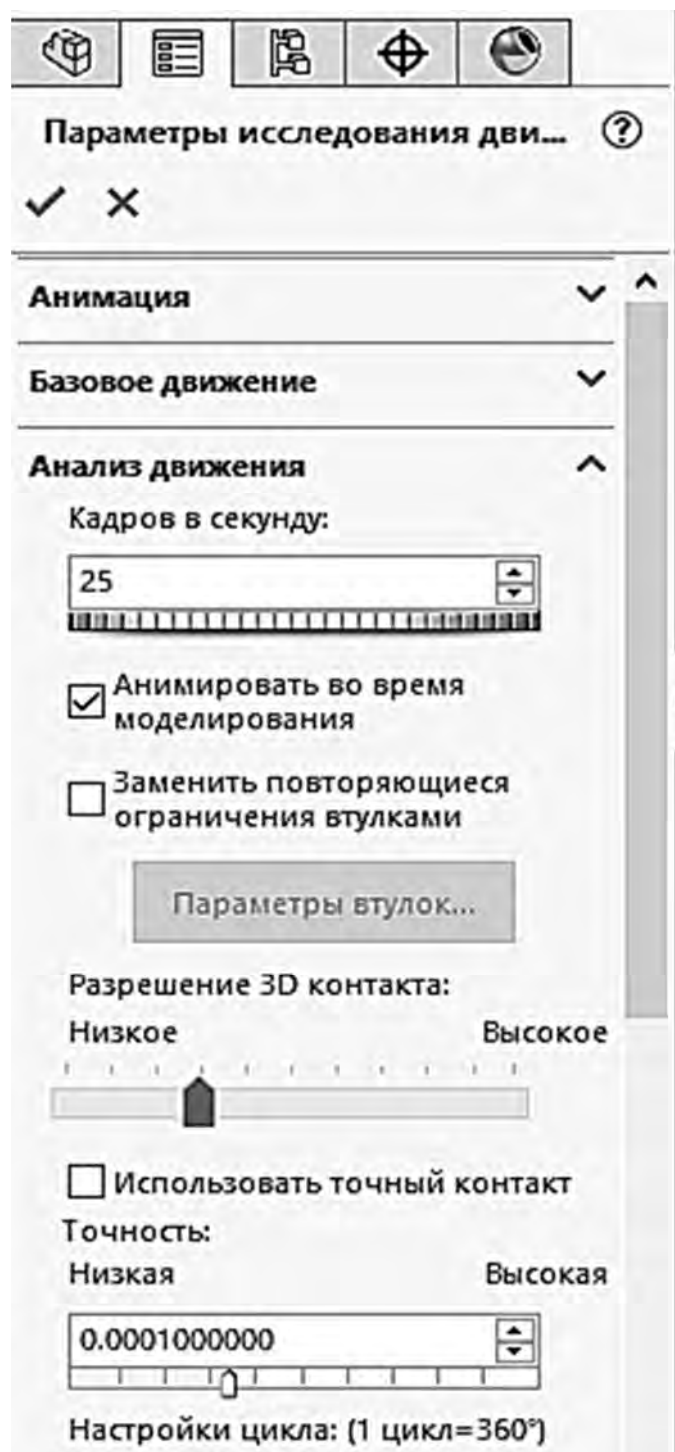 Параметры исследования дви...
Анимация
Базовое движение
Анализ движения
Кадров в секунду:
25
Анимировать во время
моделирования
Заменить повторяющиеся
ограничения втулками
Параметры втулок...
Разрешение 3D контакта:
Низкое Высокое
Использовать точный контакт
Точность:
Низкая Высокая
0.0001000000
Настройки цикла: (1 цикл=360°)